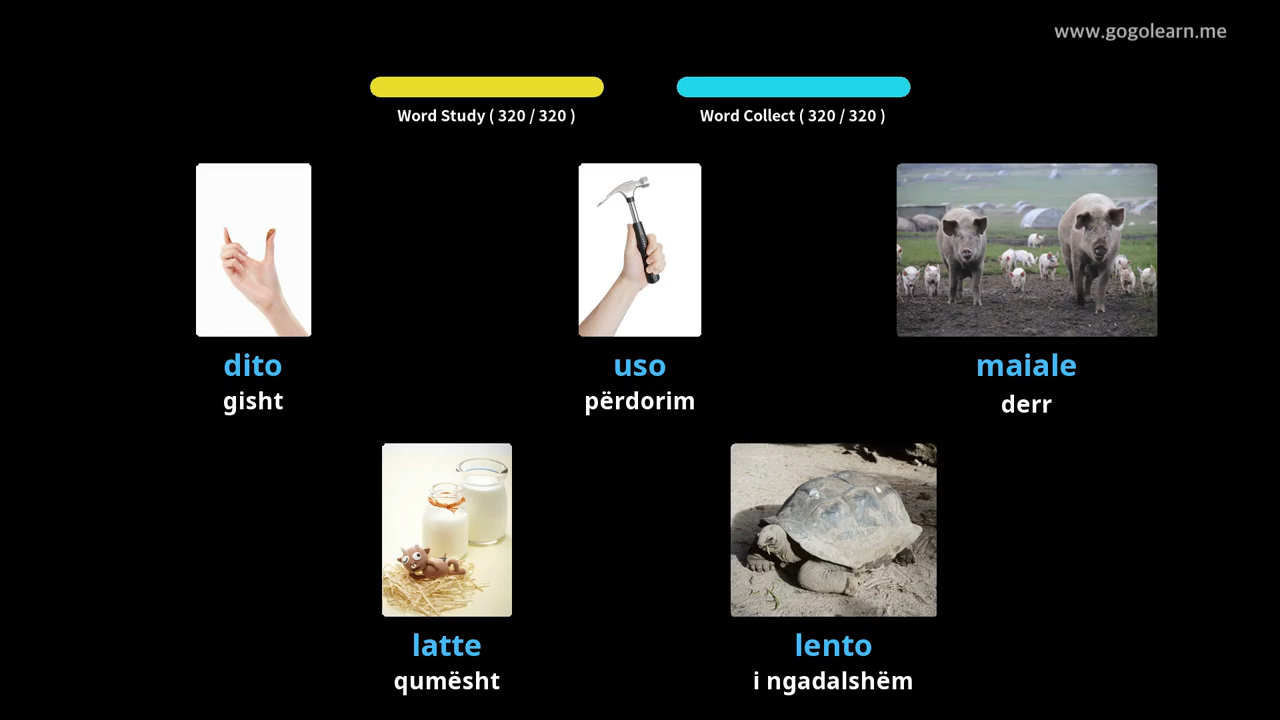 www.gogolearn.me
Word Study ( 320 / 320 )
Word Collect ( 320 / 320 )
dito
gisht
uso
përdorim
maiale
derr
latte
qumësht
lento
i ngadalshëm